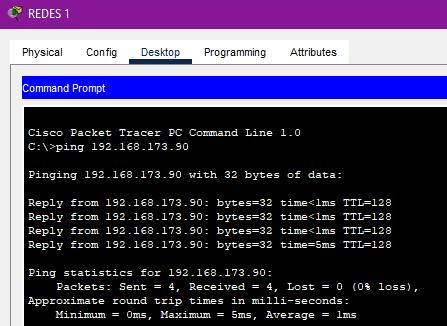 REDES 1
Physical Config Desktop Programming Attributes
Command Prompt
Cisco Packet Tracer PC Command Line 1.0
C:\>ping 192.168.173.90
Pinging 192.168.173.90 with 32 bytes of data:
Reply from 192.168.173.90: bytes=32 time<1ms TTL=128
Reply from 192.168.173.90: bytes=32 time<1ms TTL=128
Reply from 192.168.173.90: bytes=32 time<1ms TTL=128
Reply from 192.168.173.90: bytes=32 time=5ms TTL=128
Ping statistics for 192.168.173.90:
Packets: Sent = 4, Received = 4, Lost = 0 (0% loss),
Approximate round trip times in milli-seconds:
Minimum = 0ms, Maximum = 5ms, Average = 1ms